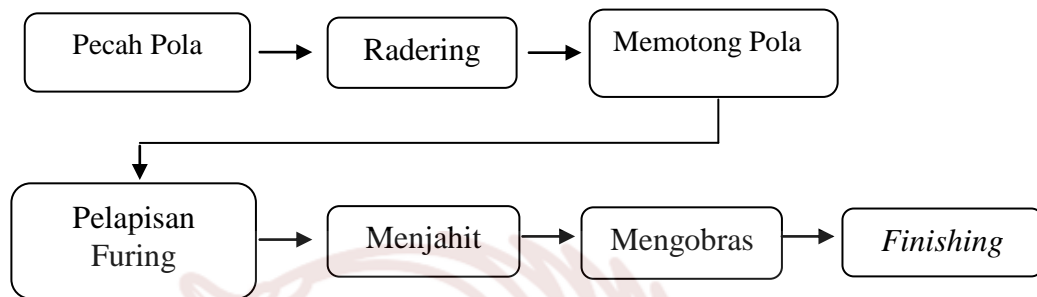 Pecah Pola
Radering
Memotong Pola
Pelapisan
Furing
Menjahit
Mengobras
Finishing